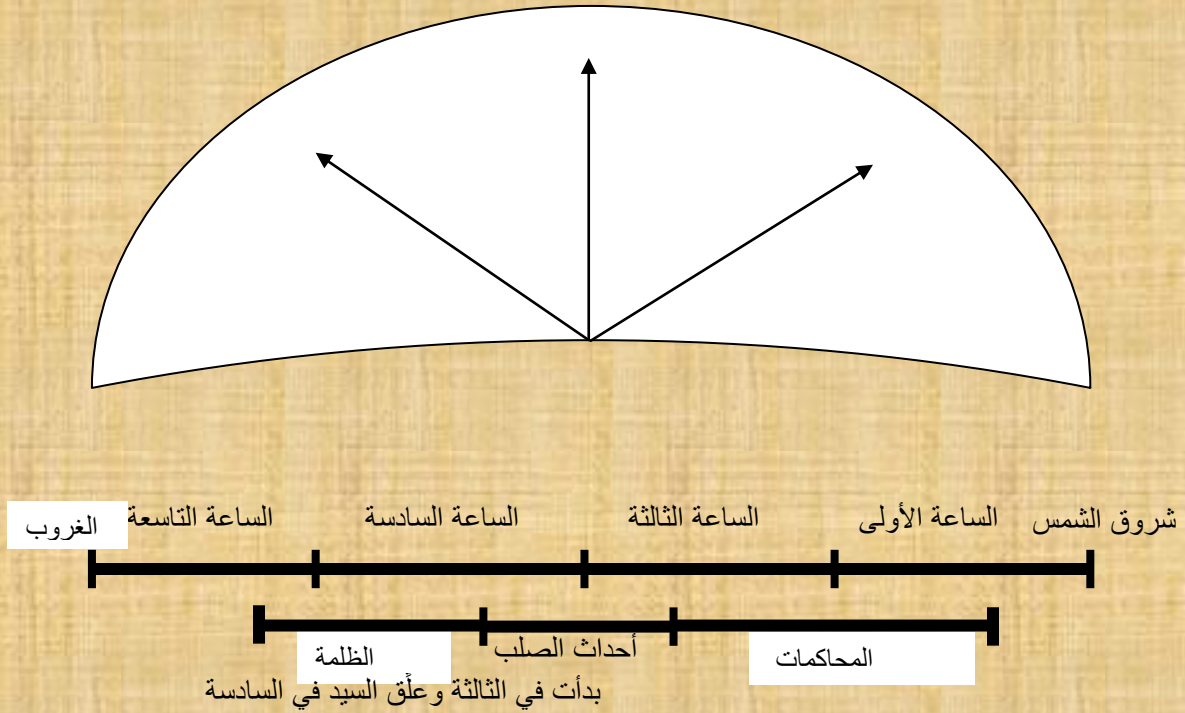 شروق الشمس الساعة الأولى الساعة الثالثة الساعة السادسة الساعة التاسعة الغروب
المحاكمات أحداث الصلب الظلمة
بدأت في الثالثة وعلّق السيد في السادسة